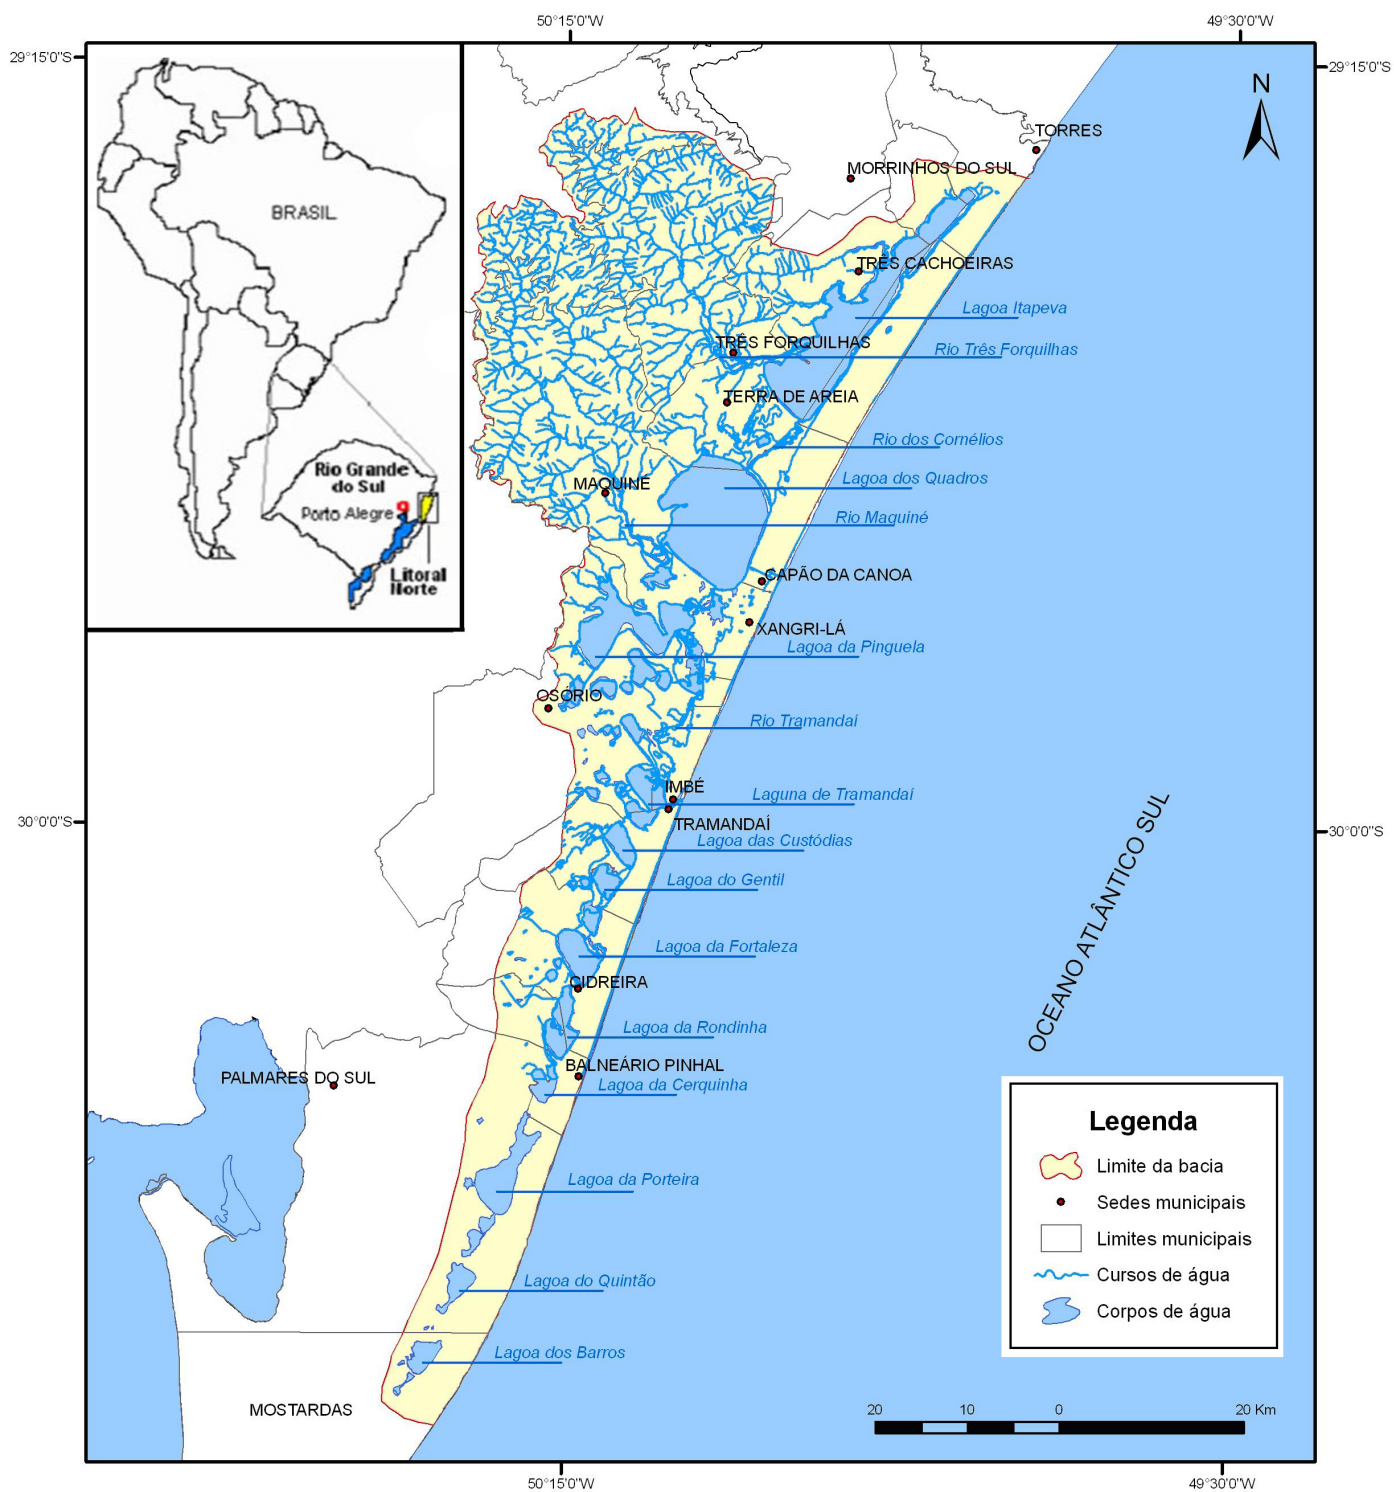 50°15'0"W
49°30'0"W
29°15'0"S
29°15'0"S
N
TORRES
MORRINHOS DO SUL
BRASIL
TRÊS CACHOEIRAS
Lagoa Itapeva
TRÊS FORQUILHAS
Rio Três Forquilhas
TERRA DE AREIA
Rio dos Cornélios
Rio Grande
do Sul
Lagoa dos Quadros
MAQUINÉ
Porto Alegre
Rio Maquiné
Litoral
Norte
CAPÃO DA CANOA
XANGRI-LÁ
Lagoa da Pinguela
OSÓRIO
Rio Tramandaí
IMBÉ
Laguna de Tramandaí
30°0'0"S
TRAMANDAÍ
30°0'0"S
Lagoa das Custódias
Lagoa do Gentil
OCEANO ATLÂNTICO SUL
Lagoa da Fortaleza
CIDREIRA
Lagoa da Rondinha
BALNEÁRIO PINHAL
PALMARES DO SUL
Lagoa da Cerquinha
Legenda
Limite da bacia
Lagoa da Porteira
Sedes municipais
Limites municipais
Lagoa do Quintão
Cursos de água
Corpos de água
Lagoa dos Barros
MOSTARDAS
20 10 0 20 Km
50°15'0"W
49°30'0"W